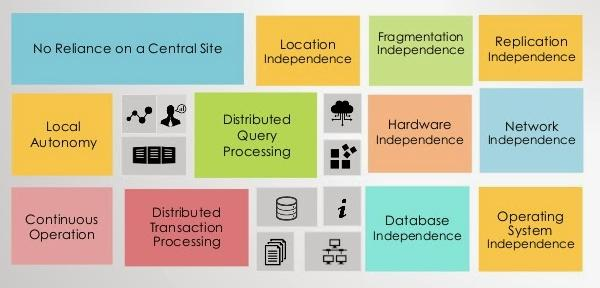 No Reliance on a Central Site
Location
Independence
Fragmentation
Independence
Replication
Independence
Local
Autonomy
Distributed
Query
Processing
Hardware
Independence
Network
Independence
Continuous
Operation
Distributed
Transaction
Processing
i
Database
Independence
Operating
System
Independence